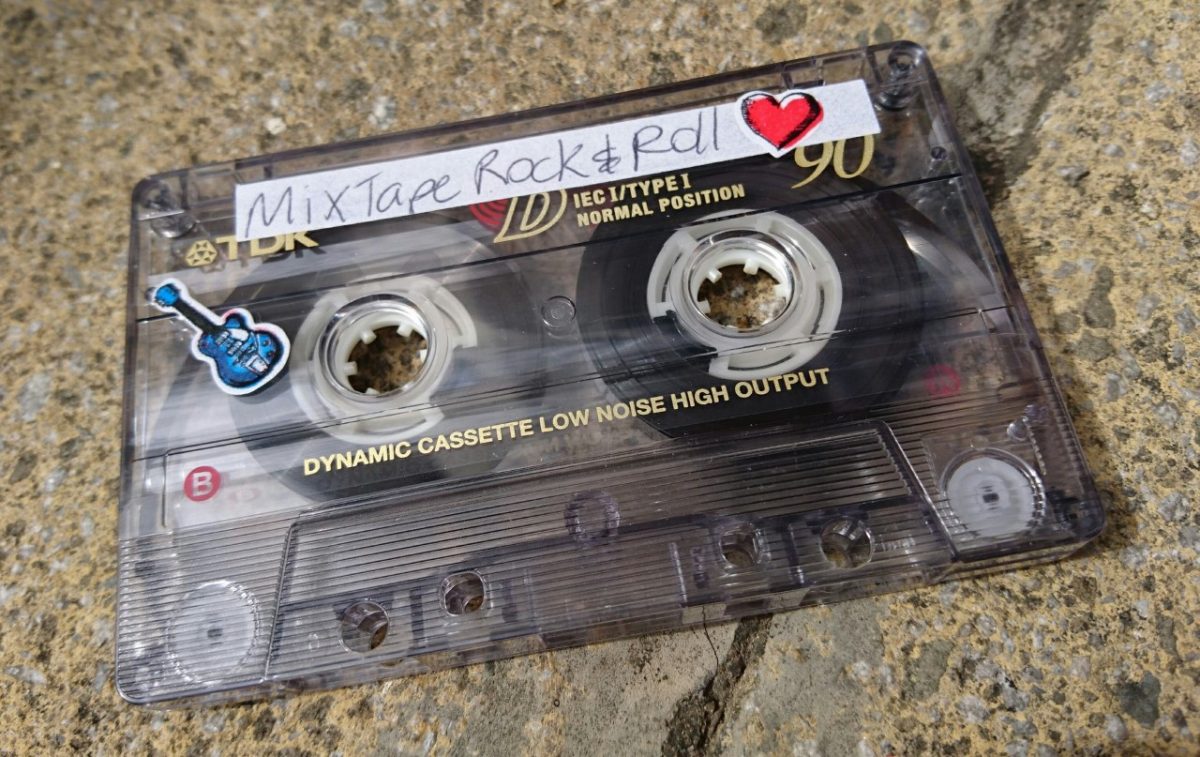 MixTape Rock & Roll
TDK
D
IEC I/TYPE I
NORMAL POSITION
90
DYNAMIC CASSETTE LOW NOISE HIGH OUTPUT
B